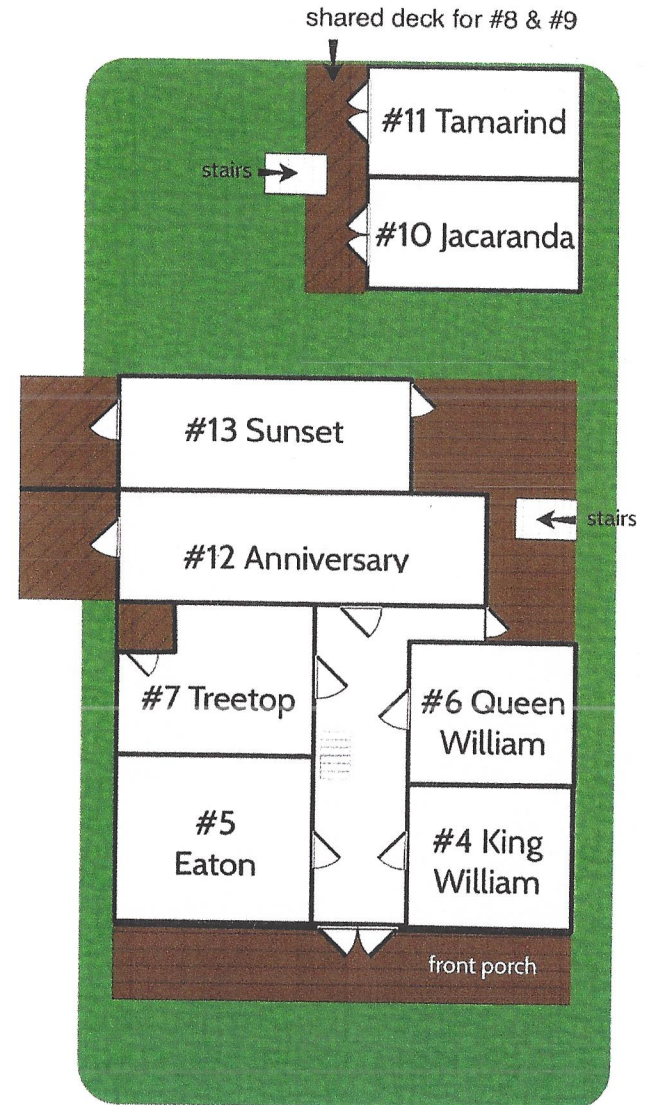 shared deck for #8 & #9
#11 Tamarind
stairs
#10 Jacaranda
#13 Sunset
stairs
#12 Anniversary
#7 Treetop
#6 Queen
William
#5
Eaton
#4 King
William
front porch